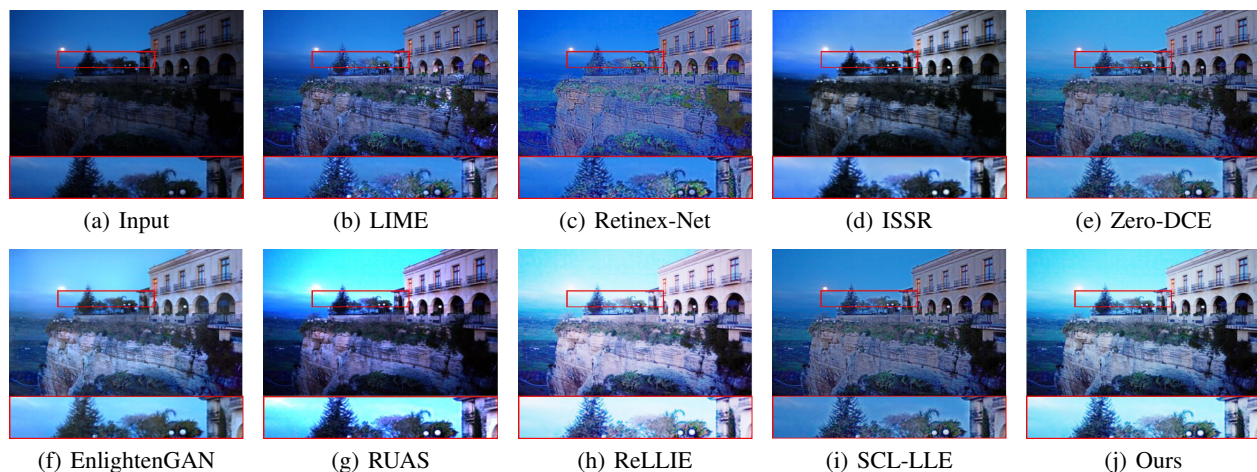 (a) Input
(b) LIME
(c) Retinex-Net
(d) ISSR
(e) Zero-DCE
(f) EnlightenGAN
(g) RUAS
(h) ReLLIE
(i) SCL-LLE
(j) Ours